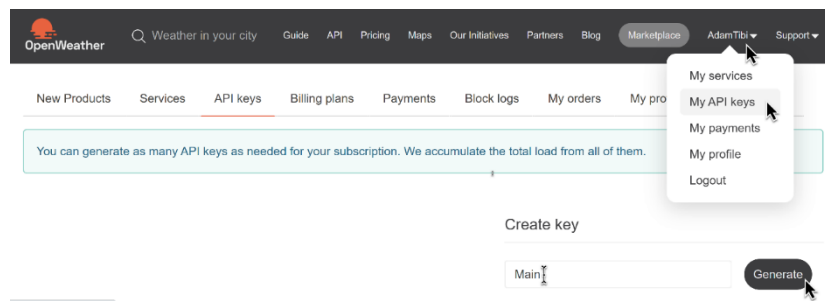 OpenWeather
Weather in your city Guide API Pricing Maps Our Initiatives Partners Blog Marketplace AdamTibi Support
My services
My API keys
My payments
My profile
Logout
New Products Services API keys Billing plans Payments Block logs My orders My pro
You can generate as many API keys as needed for your subscription. We accumulate the total load from all of them.
Create key
Main
Generate